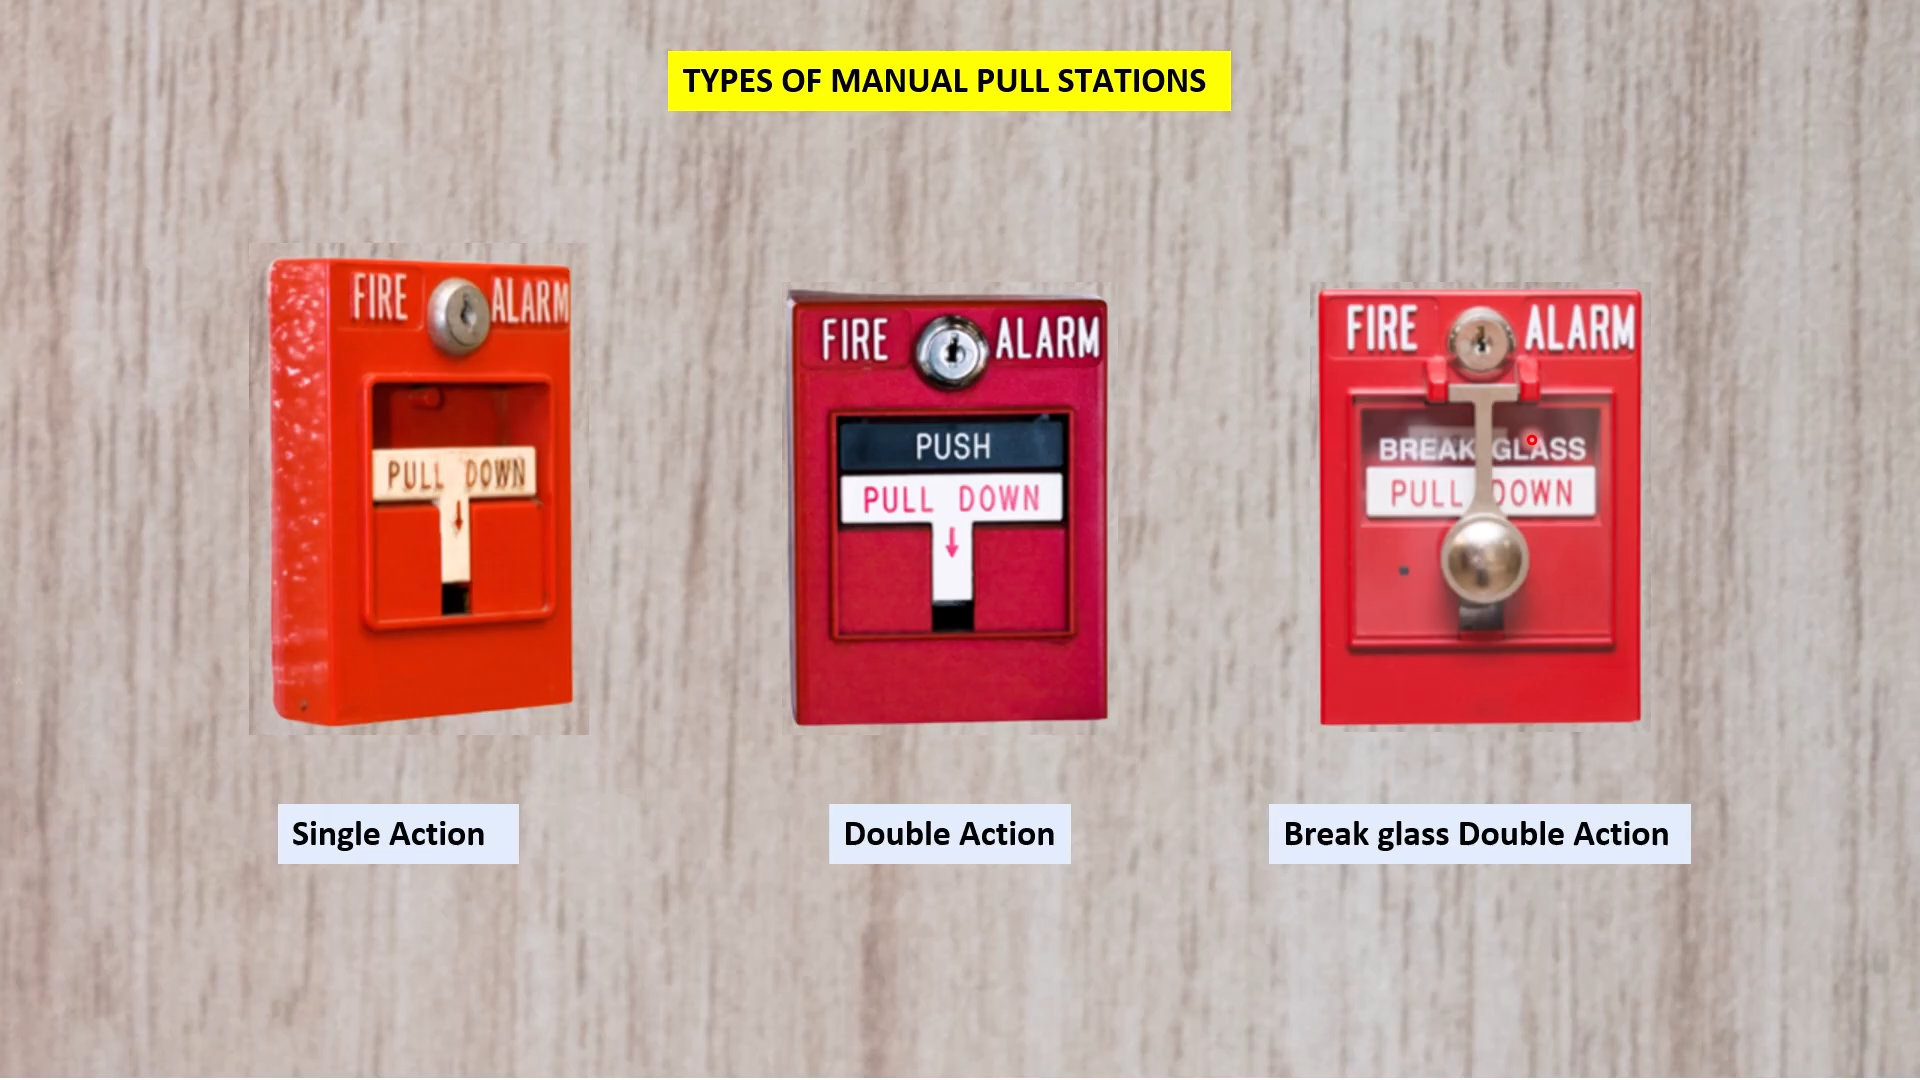 TYPES OF MANUAL PULL STATIONS
FIRE ALARM
PULL DOWN
FIRE ALARM
PUSH
PULL DOWN
FIRE ALARM
BREAK GLASS
PULL DOWN
Single Action
Double Action
Break glass Double Action